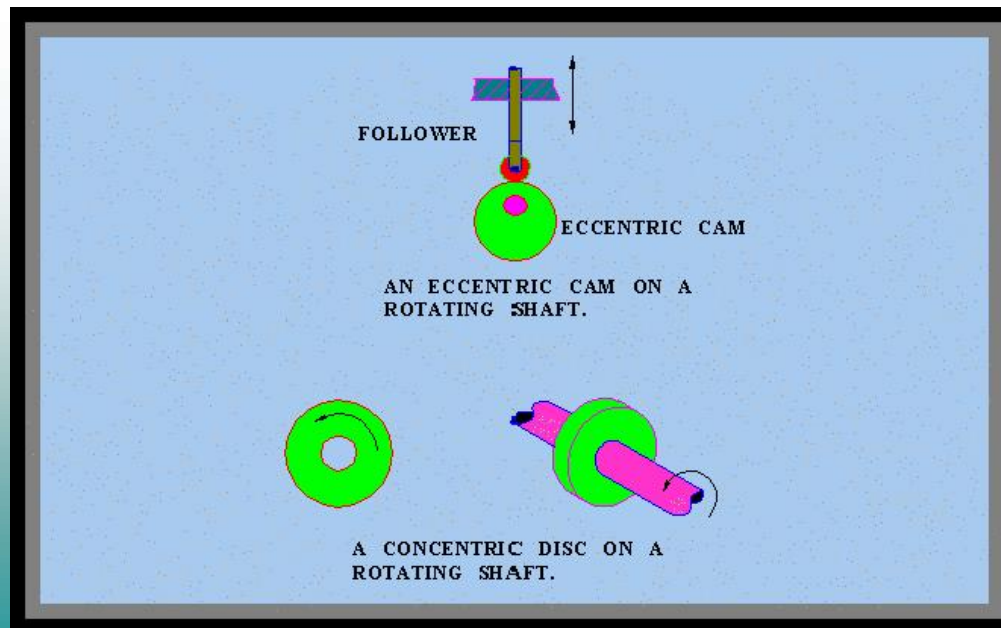 FOLLOWER
ECCENTRIC CAM
AN ECCENTRIC CAM ON A
ROTATING SHAFT.
A CONCENTRIC DISC ON A
ROTATING SHAFT.